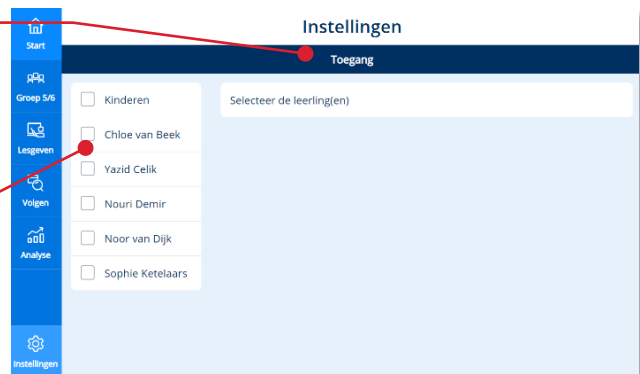 Instellingen
Start
Toegang
Groep 5/6
Kinderen
Selecteer de leerling(en)
Chloe van Beek
Lesgeven
Yazid Celik
Volgen
Nouri Demir
Noor van Dijk
Analyse
Sophie Ketelaars
Instellingen